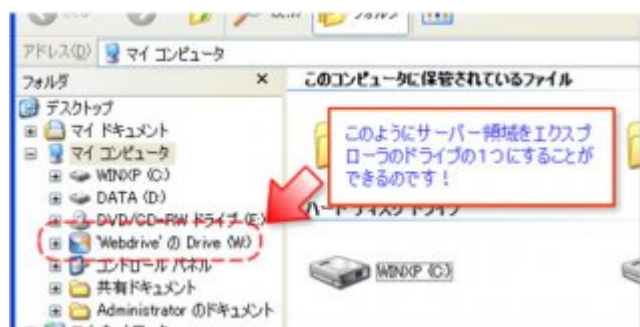 フォルダ
アドレス(D) マイ コンピュータ
フォルダ ×
このコンピュータに保管されているファイル
デスクトップ
マイ ドキュメント
マイ コンピュータ
WINXP (C:)
DATA (D:)
DVD/CD-RW ドライブ (E:)
'Webdrive' の Drive (W:)
コントロール パネル
共有ドキュメント
Administrator のドキュメント
このようにサーバー領域をエクスプ
ローラのドライブの1つにすることが
できるのです！
ハード ディスク ドライブ
WINXP (C:)